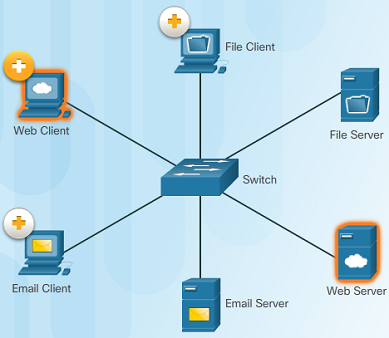 File Client
Web Client
File Server
Switch
Email Client
Email Server
Web Server